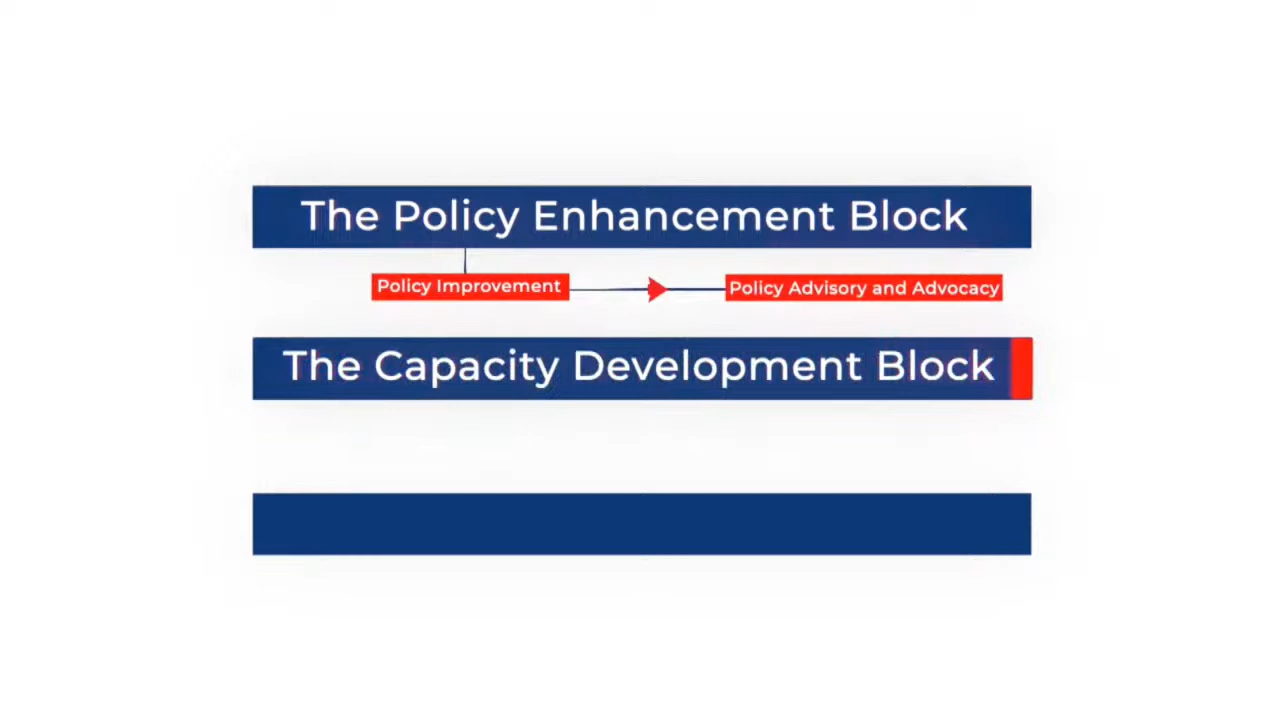 The Policy Enhancement Block
Policy Improvement
Policy Advisory and Advocacy
The Capacity Development Block